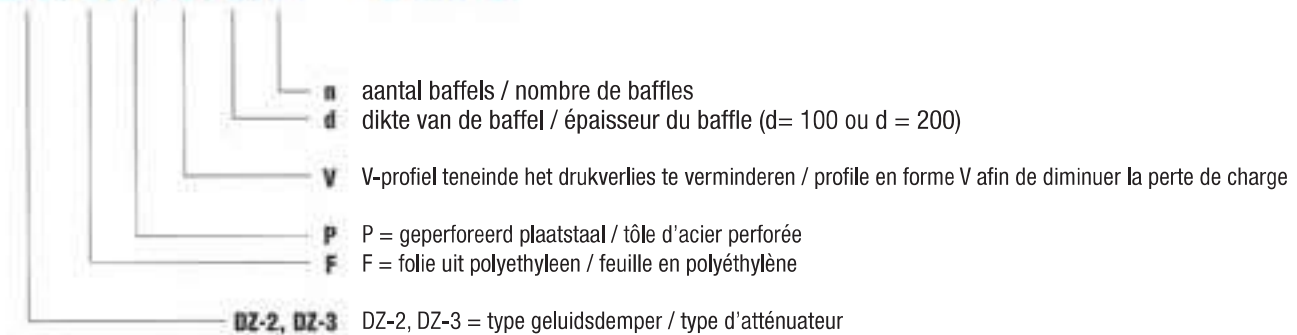 n aantal baffels / nombre de baffles
d dikte van de baffel / épaisseur du baffle (d= 100 ou d = 200)
V V-profiel teneinde het drukverlies te verminderen / profile en forme V afin de diminuer la perte de charge
P P = geperforeerd plaatstaal / tôle d'acier perforée
F F = folie uit polyethyleen / feuille en polyéthylène
DZ-2, DZ-3 DZ-2, DZ-3 = type geluidsdemper / type d'atténuateur